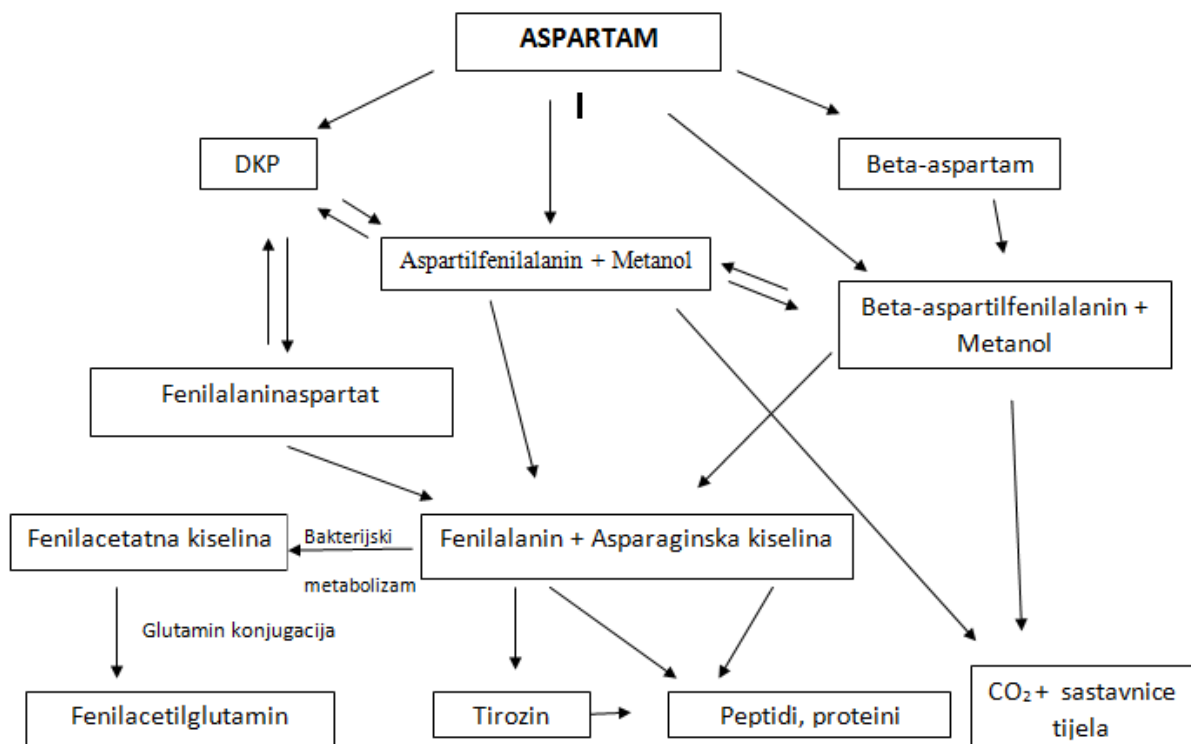 ASPARTAM
DKP
Beta-aspartam
Aspartilfenilalanin + Metanol
Beta-aspartilfenilalanin +
Metanol
Fenilalaninaspartat
Fenilacetatna kiselina
Bakterijski
metabolizam
Fenilalanin + Asparaginska kiselina
Glutamin konjugacija
Fenilacetilglutamin
Tirozin
Peptidi, proteini
CO₂ + sastavnice
tijela